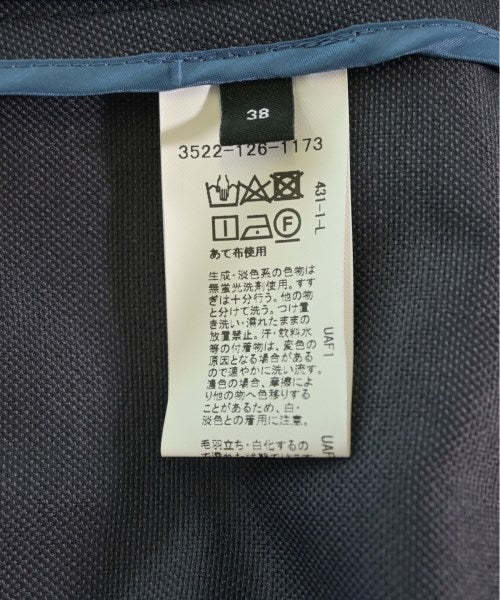 38
3522-126-1173
431-1-L
F
あて布使用
生成・淡色系の色物は
無蛍光洗剤使用。すす
ぎは十分行う。他の物
と分けて洗う。つけ置
き洗い・濡れたままの
放置禁止。汗・飲料水
等の付着物は、変色の
原因となる場合がある
ので速やかに洗い流す。
濃色の場合、摩擦によ
り他の物へ色移りする
ことがあるため、白・
淡色との着用に注意。
UAF1
毛羽立ち・白化するの